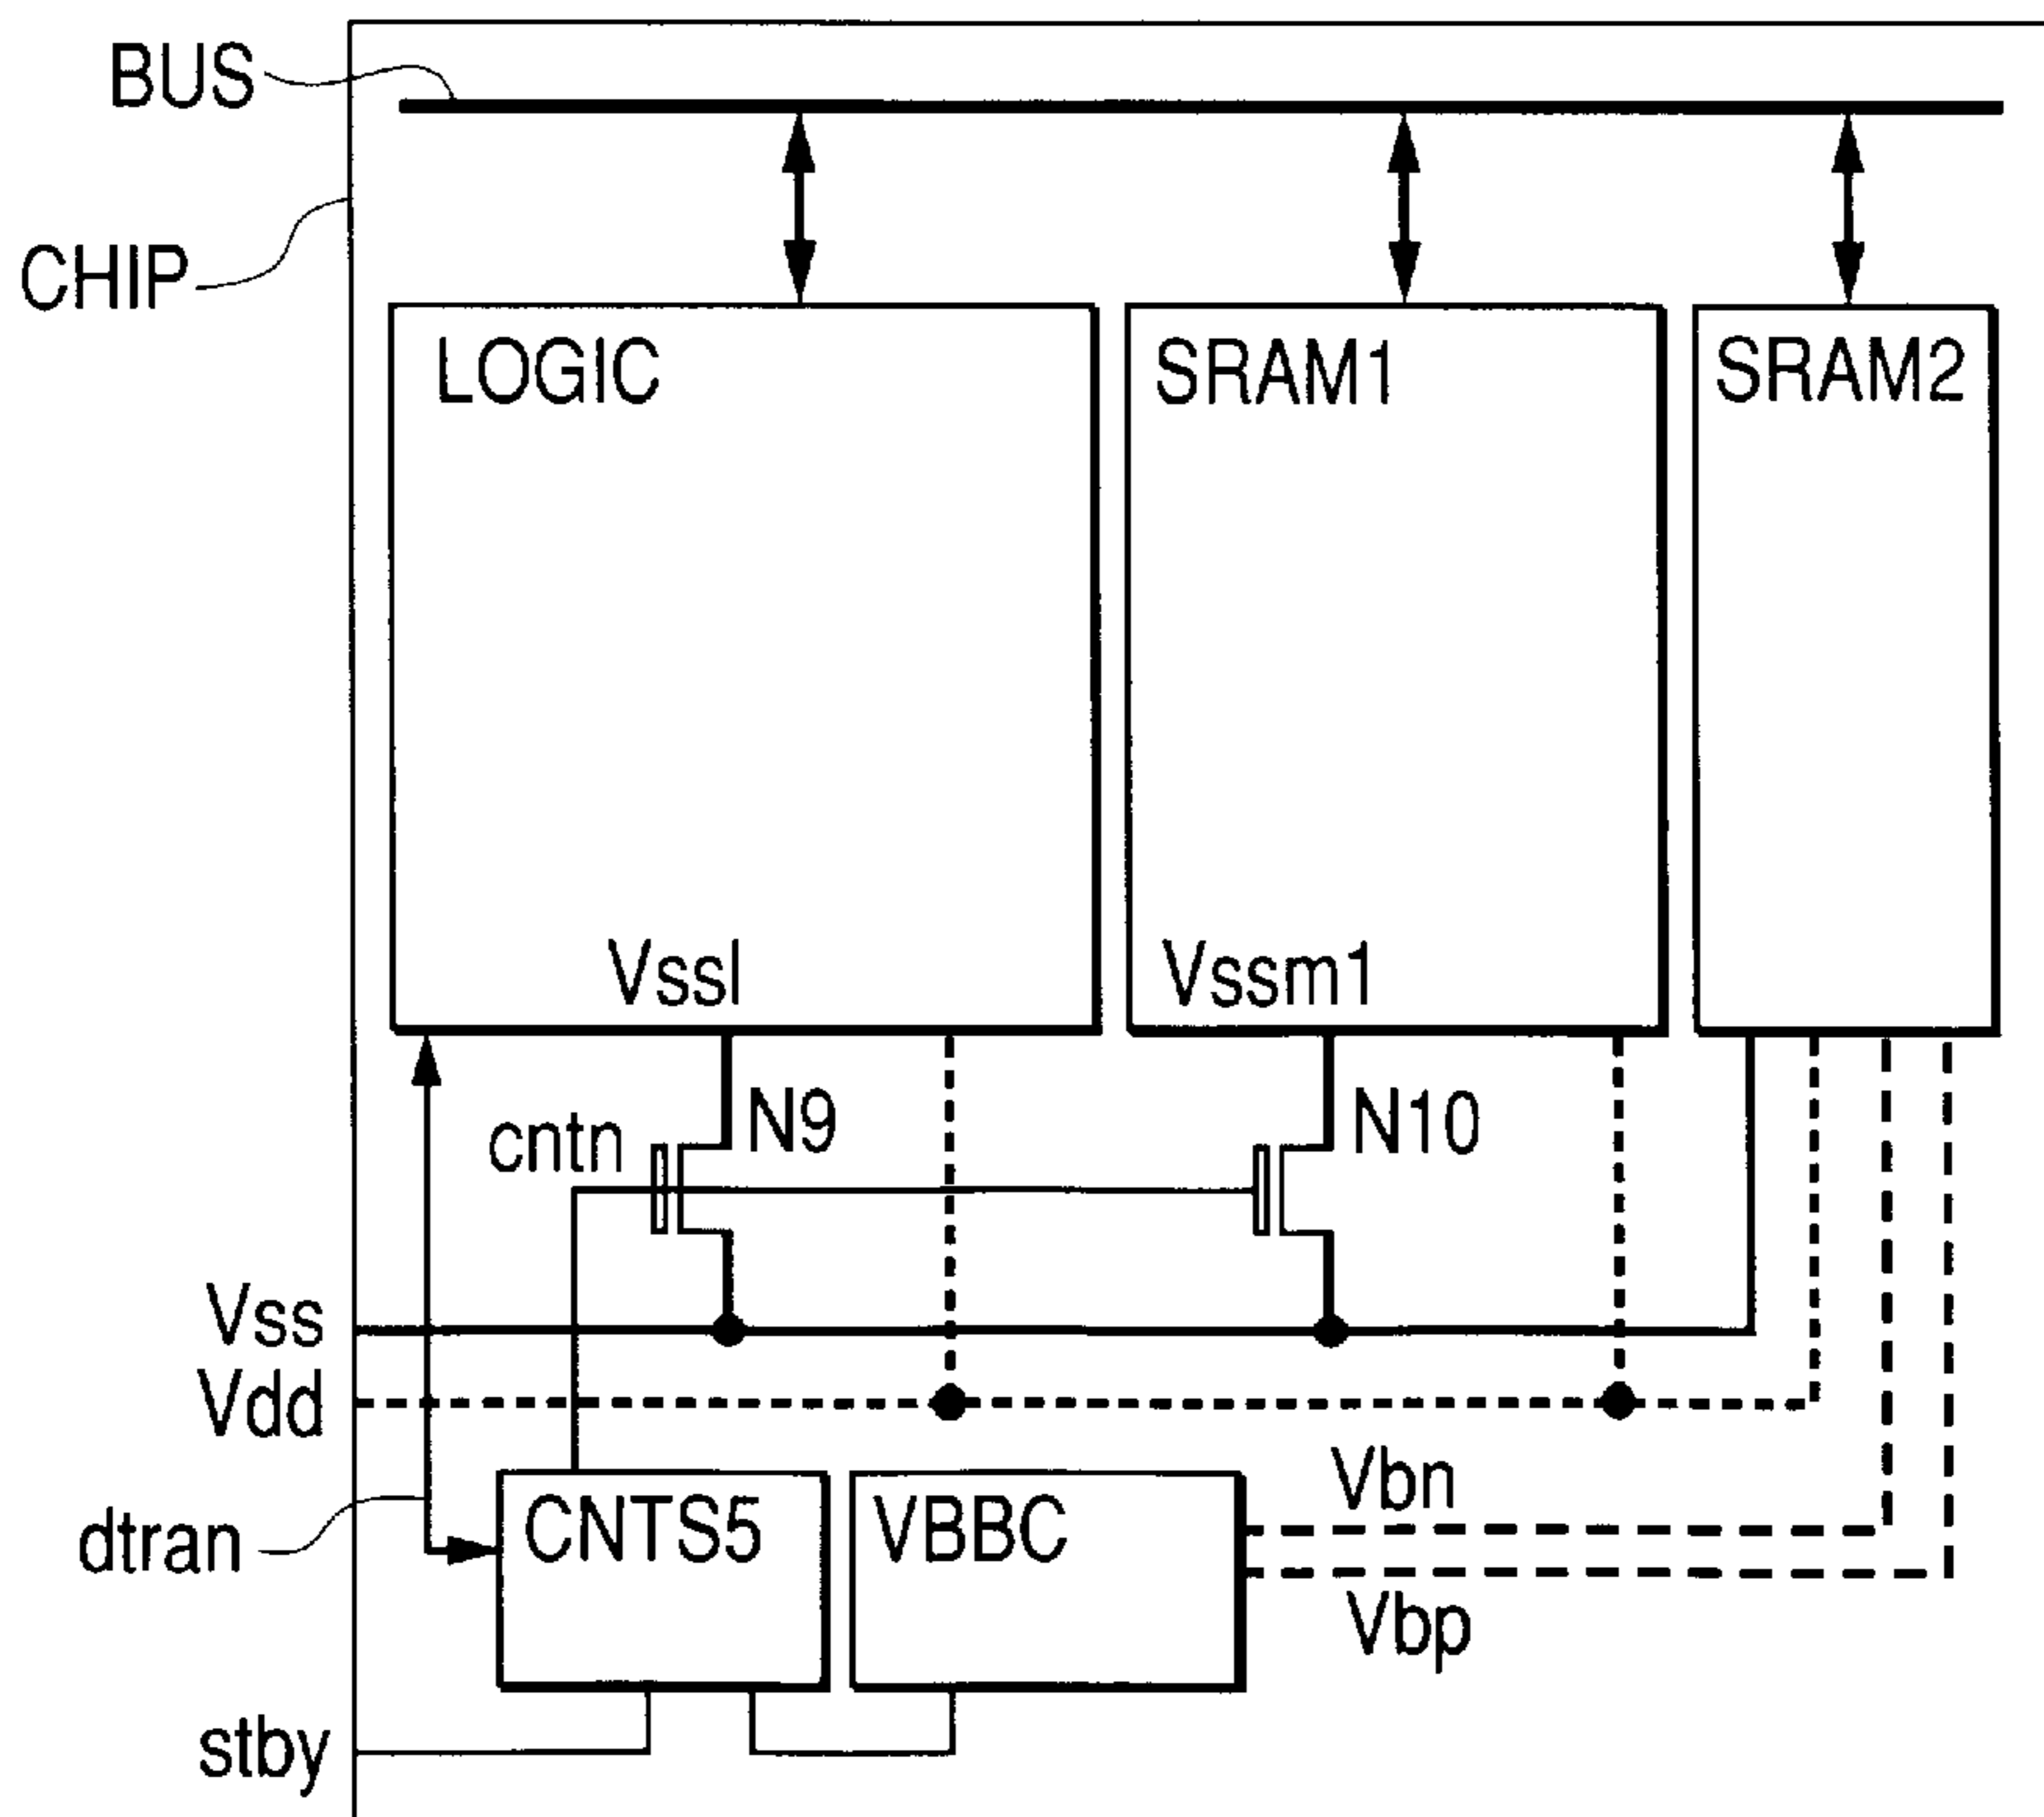 BUS
CHIP
LOGIC
SRAM1
SRAM2
Vssl
Vssm1
cntn
N9
N10
Vss
Vdd
Vbn
dtran
CNTS5
VBBC
Vbp
stby